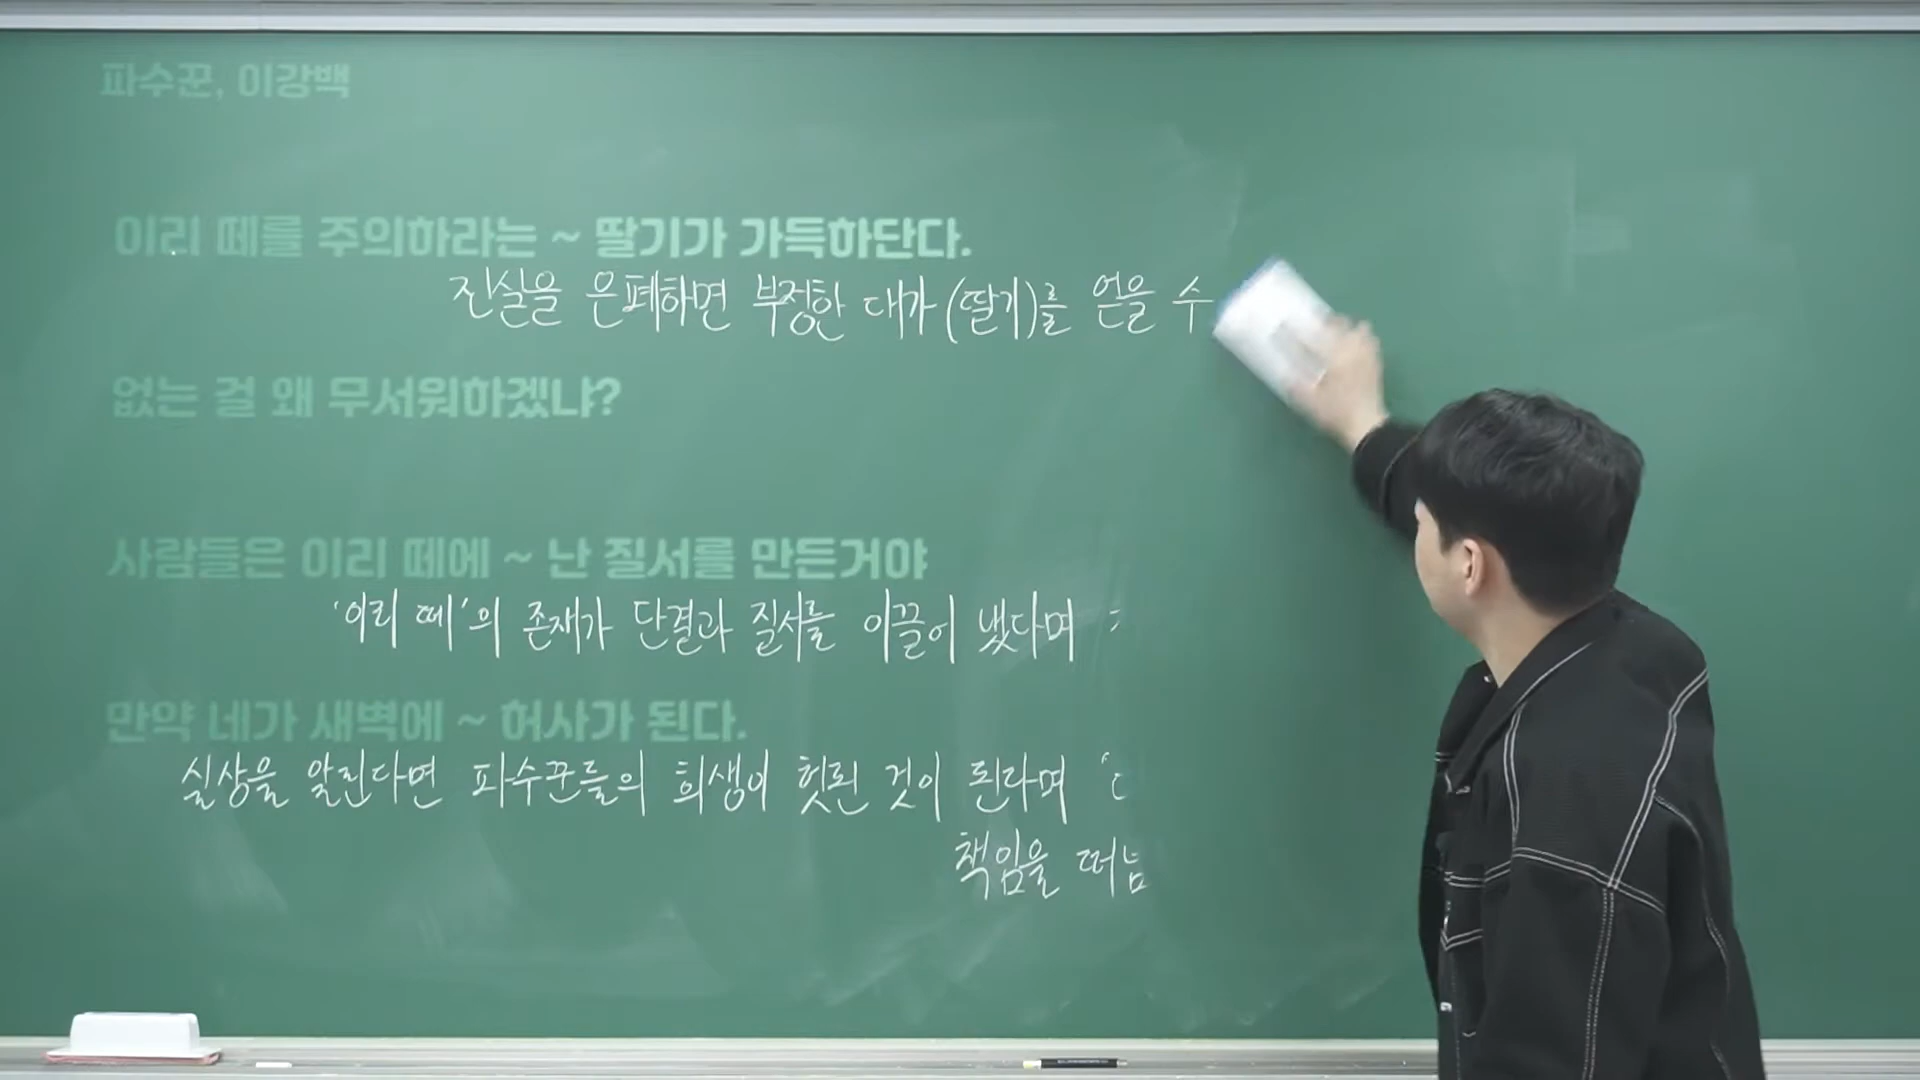 파수꾼, 이강백
이리 떼를 주의하라는 ~ 딸기가 가득하단다.
진실을 은폐하면 부정한 대가(딸기)를 얻을 수
없는 걸 왜 무서워하겠냐?
사람들은 이리 떼에 ~ 난 질서를 만든거야
'이리 떼'의 존재가 단결과 질서를 이끌어 냈다며
만약 네가 새벽에 ~ 허사가 된다.
실상을 알린다면 파수꾼들의 희생이 헛된 것이 된다며
책임을 떠넘